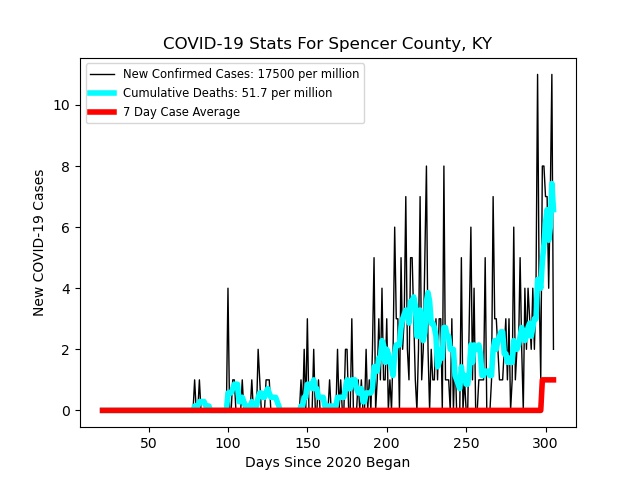 COVID-19 Stats For Spencer County, KY
New Confirmed Cases: 17500 per million
Cumulative Deaths: 51.7 per million
7 Day Case Average
New COVID-19 Cases
10
8
6
4
2
0
50 100 150 200 250 300
Days Since 2020 Began